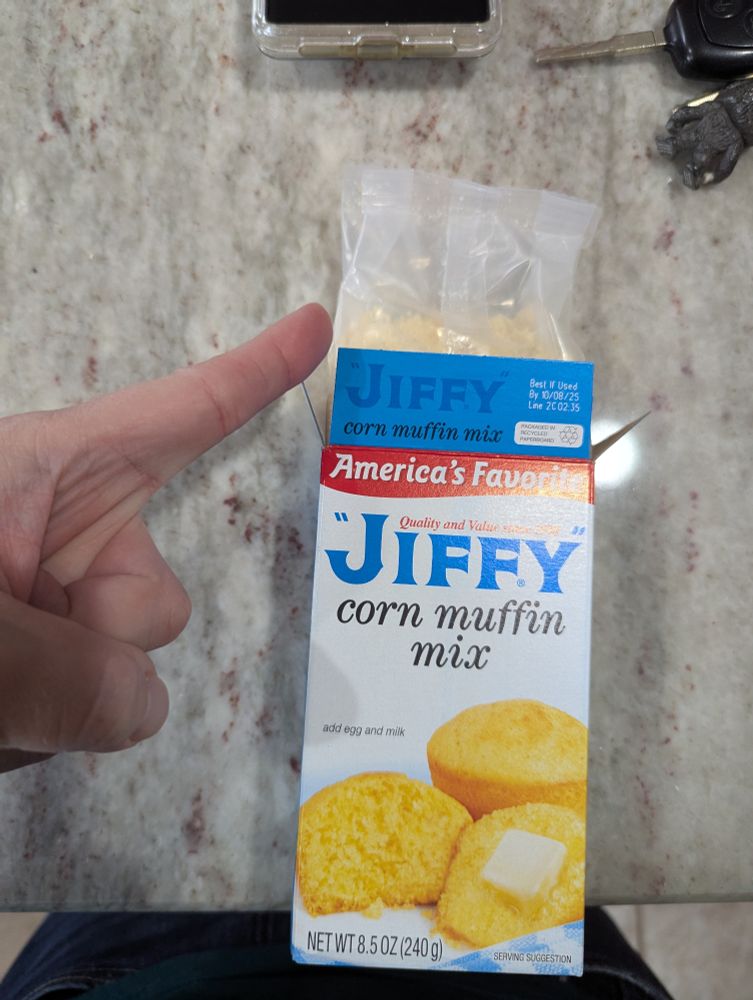 "JIFFY"
corn muffin mix
Best If Used
By 10/08/25
Line 2C 02:35
PACKAGED IN
RECYCLED
PAPERBOARD
America's Favorite
Quality and Value since
"JIFFY"®
corn muffin
mix
add egg and milk
NET WT 8.5 OZ (240 g)
SERVING SUGGESTION